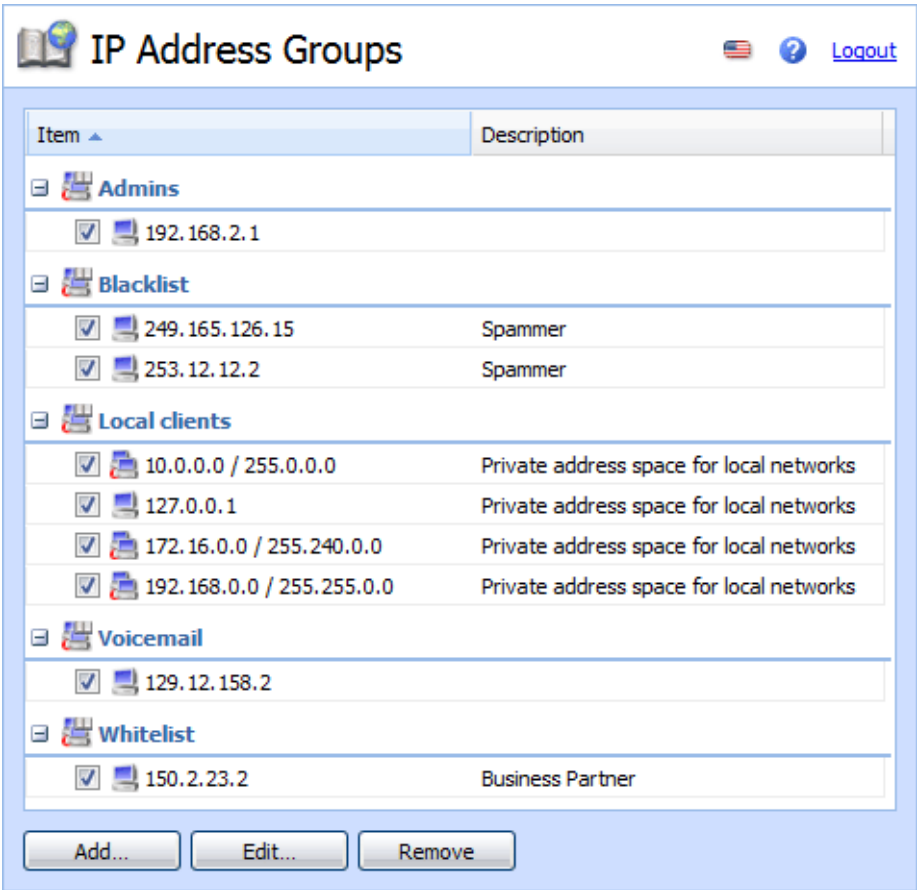 IP Address Groups Logout
Item Description
Admins
192.168.2.1
Blacklist
249.165.126.15 Spammer
253.12.12.2 Spammer
Local clients
10.0.0.0 / 255.0.0.0 Private address space for local networks
127.0.0.1 Private address space for local networks
172.16.0.0 / 255.240.0.0 Private address space for local networks
192.168.0.0 / 255.255.0.0 Private address space for local networks
Voicemail
129.12.158.2
Whitelist
150.2.23.2 Business Partner
Add... Edit... Remove